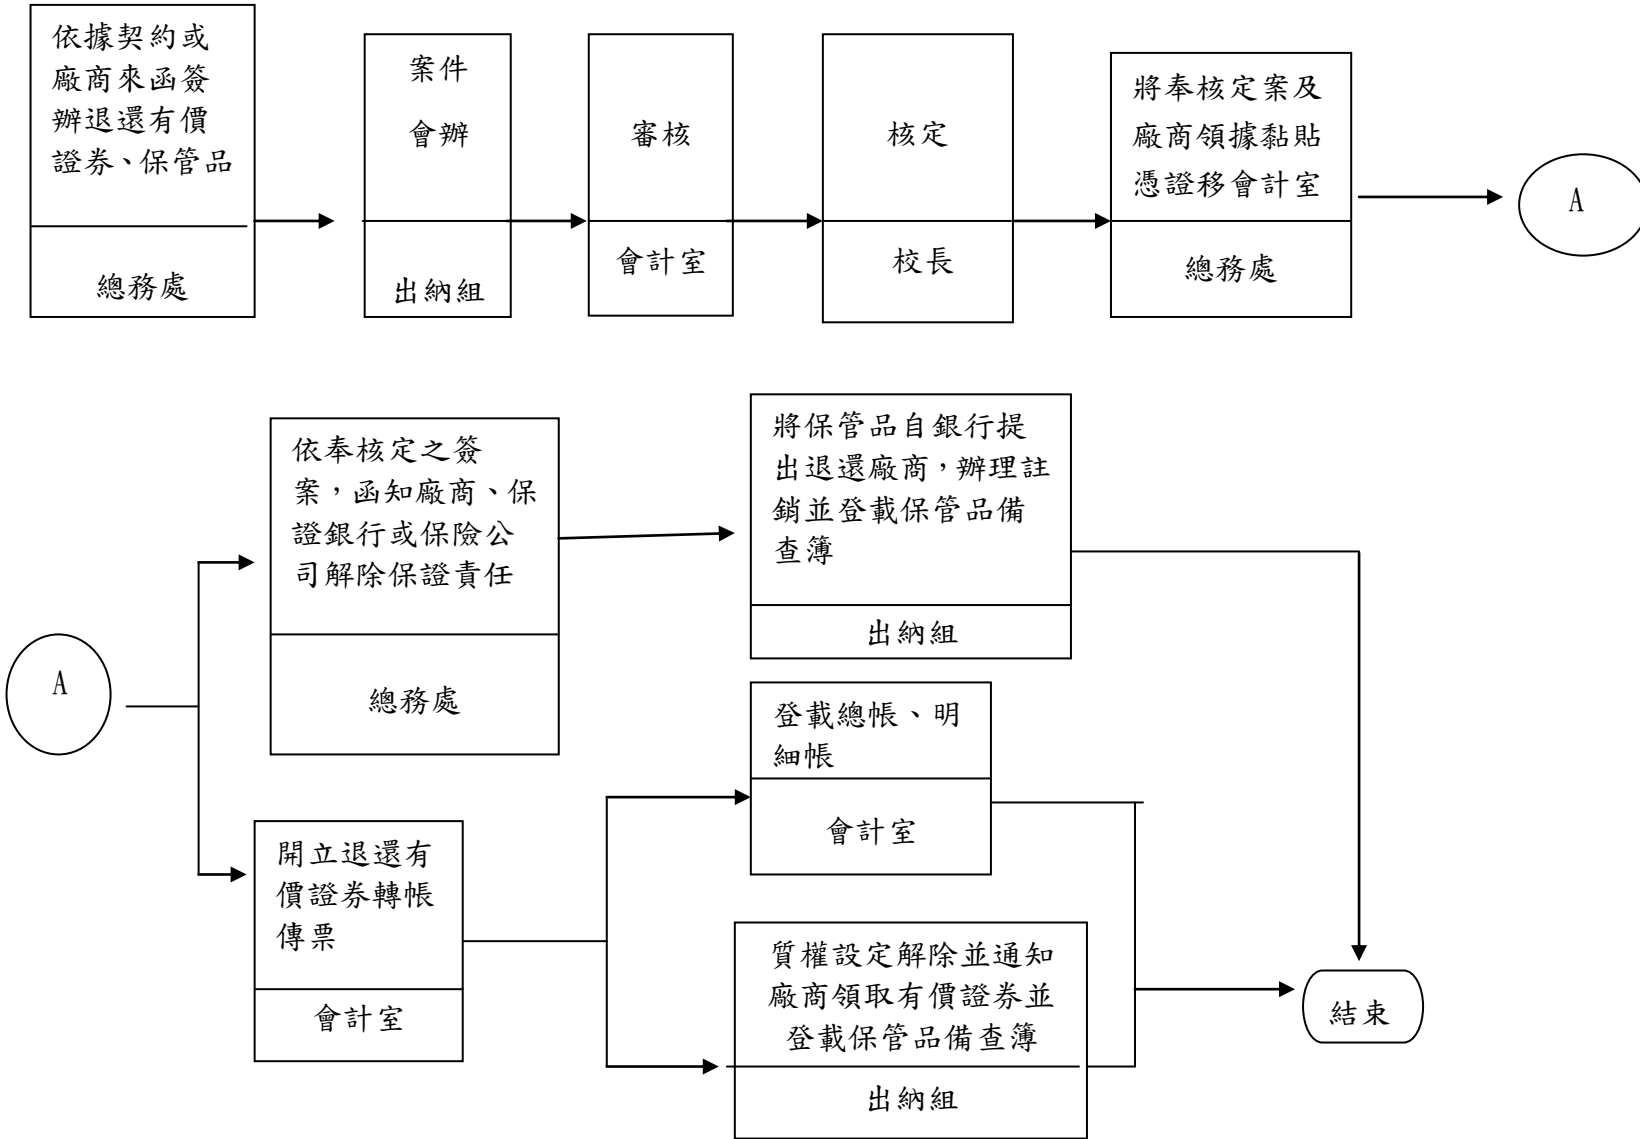 依據契約或
廠商來函簽
辦退還有價
證券、保管品
總務處
案件
會辦
出納組
審核
會計室
核定
校長
將奉核定案及
廠商領據黏貼
憑證移會計室
總務處
A
A
依奉核定之簽
案，函知廠商、保
證銀行或保險公
司解除保證責任
總務處
將保管品自銀行提
出退還廠商，辦理註
銷並登載保管品備
查簿
出納組
開立退還有
價證券轉帳
傳票
會計室
登載總帳、明
細帳
會計室
質權設定解除並通知
廠商領取有價證券並
登載保管品備查簿
出納組
結束